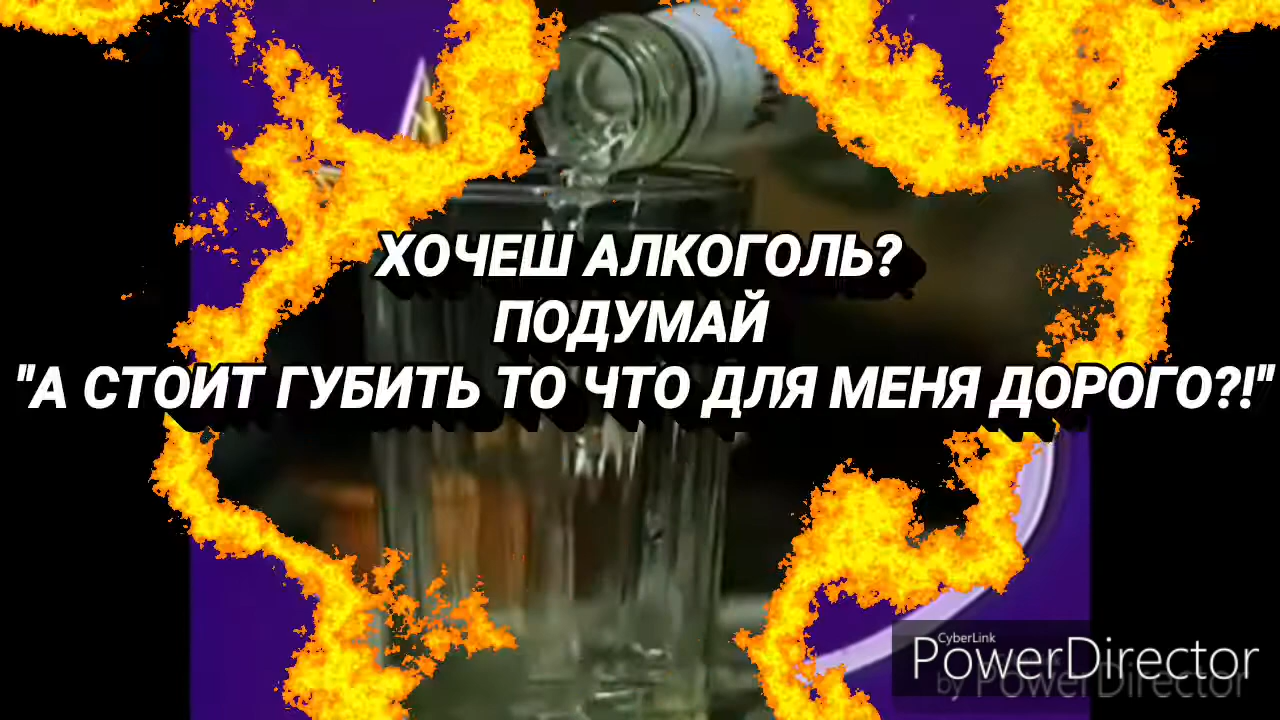 ХОЧЕШ АЛКОГОЛЬ?
ПОДУМАЙ
"А СТОИТ ГУБИТЬ ТО ЧТО ДЛЯ МЕНЯ ДОРОГО?!"
CyberLink
PowerDirector
by PowerDirector